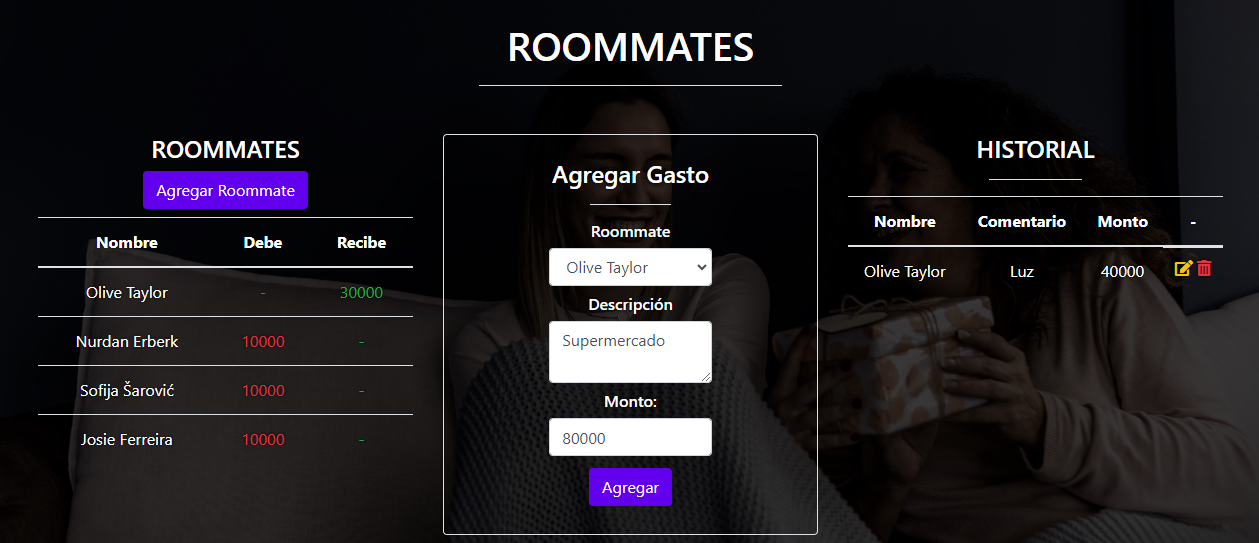 ROOMMATES
ROOMMATES
Agregar Roommate
Nombre Debe Recibe
Olive Taylor - 30000
Nurdan Erberk 10000 -
Sofija Šarović 10000 -
Josie Ferreira 10000 -
Agregar Gasto
Roommate
Olive Taylor
Descripción
Supermercado
Monto:
80000
Agregar
HISTORIAL
Nombre Comentario Monto -
Olive Taylor Luz 40000